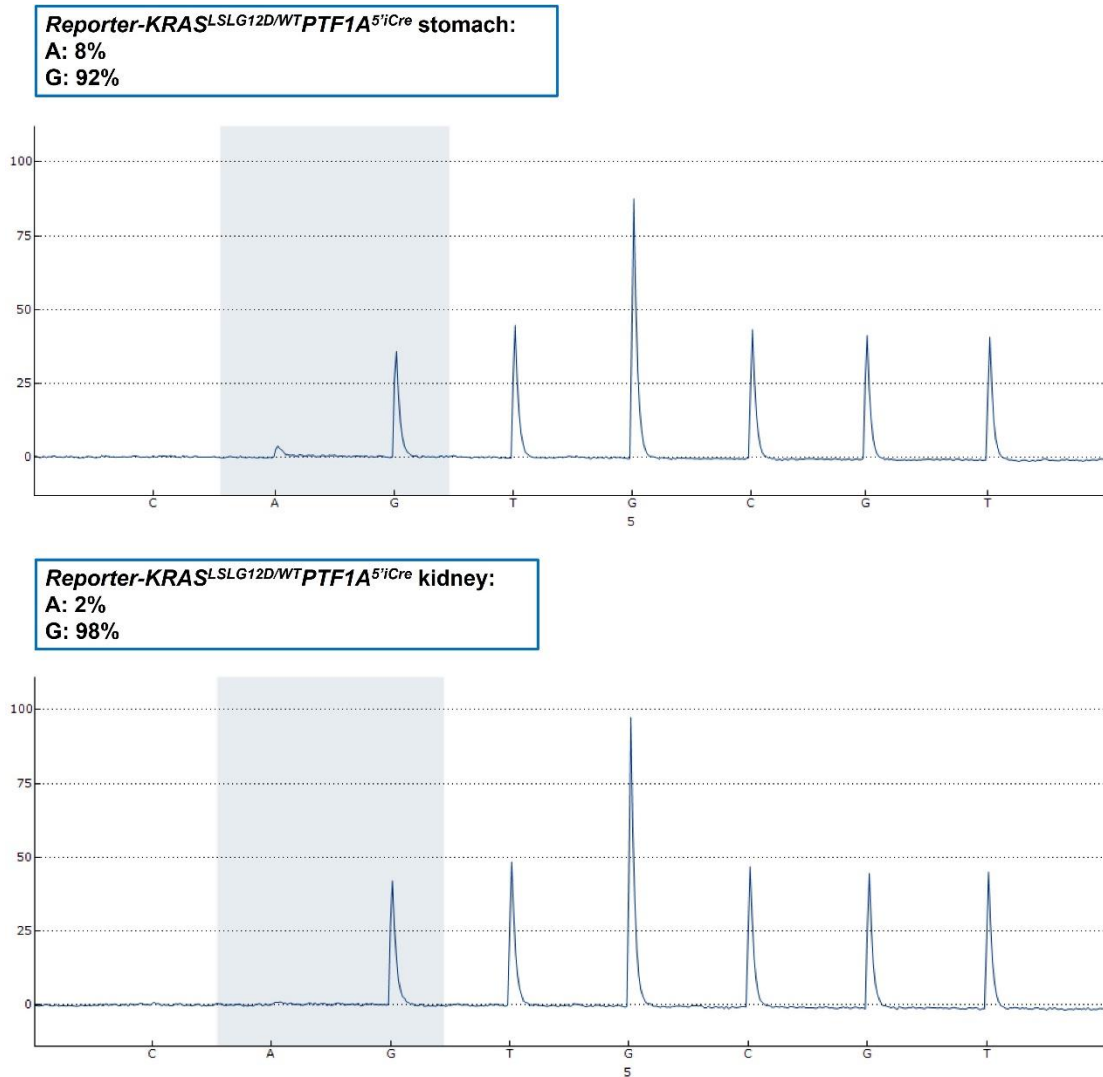 Reporter-KRASLSLG12D/WTPTF1A5'iCre stomach:
A: 8%
G: 92%
100
75
50
25
0
C A G T G C G T
5
Reporter-KRASLSLG12D/WTPTF1A5'iCre kidney:
A: 2%
G: 98%
100
75
50
25
0
C A G T G C G T
5